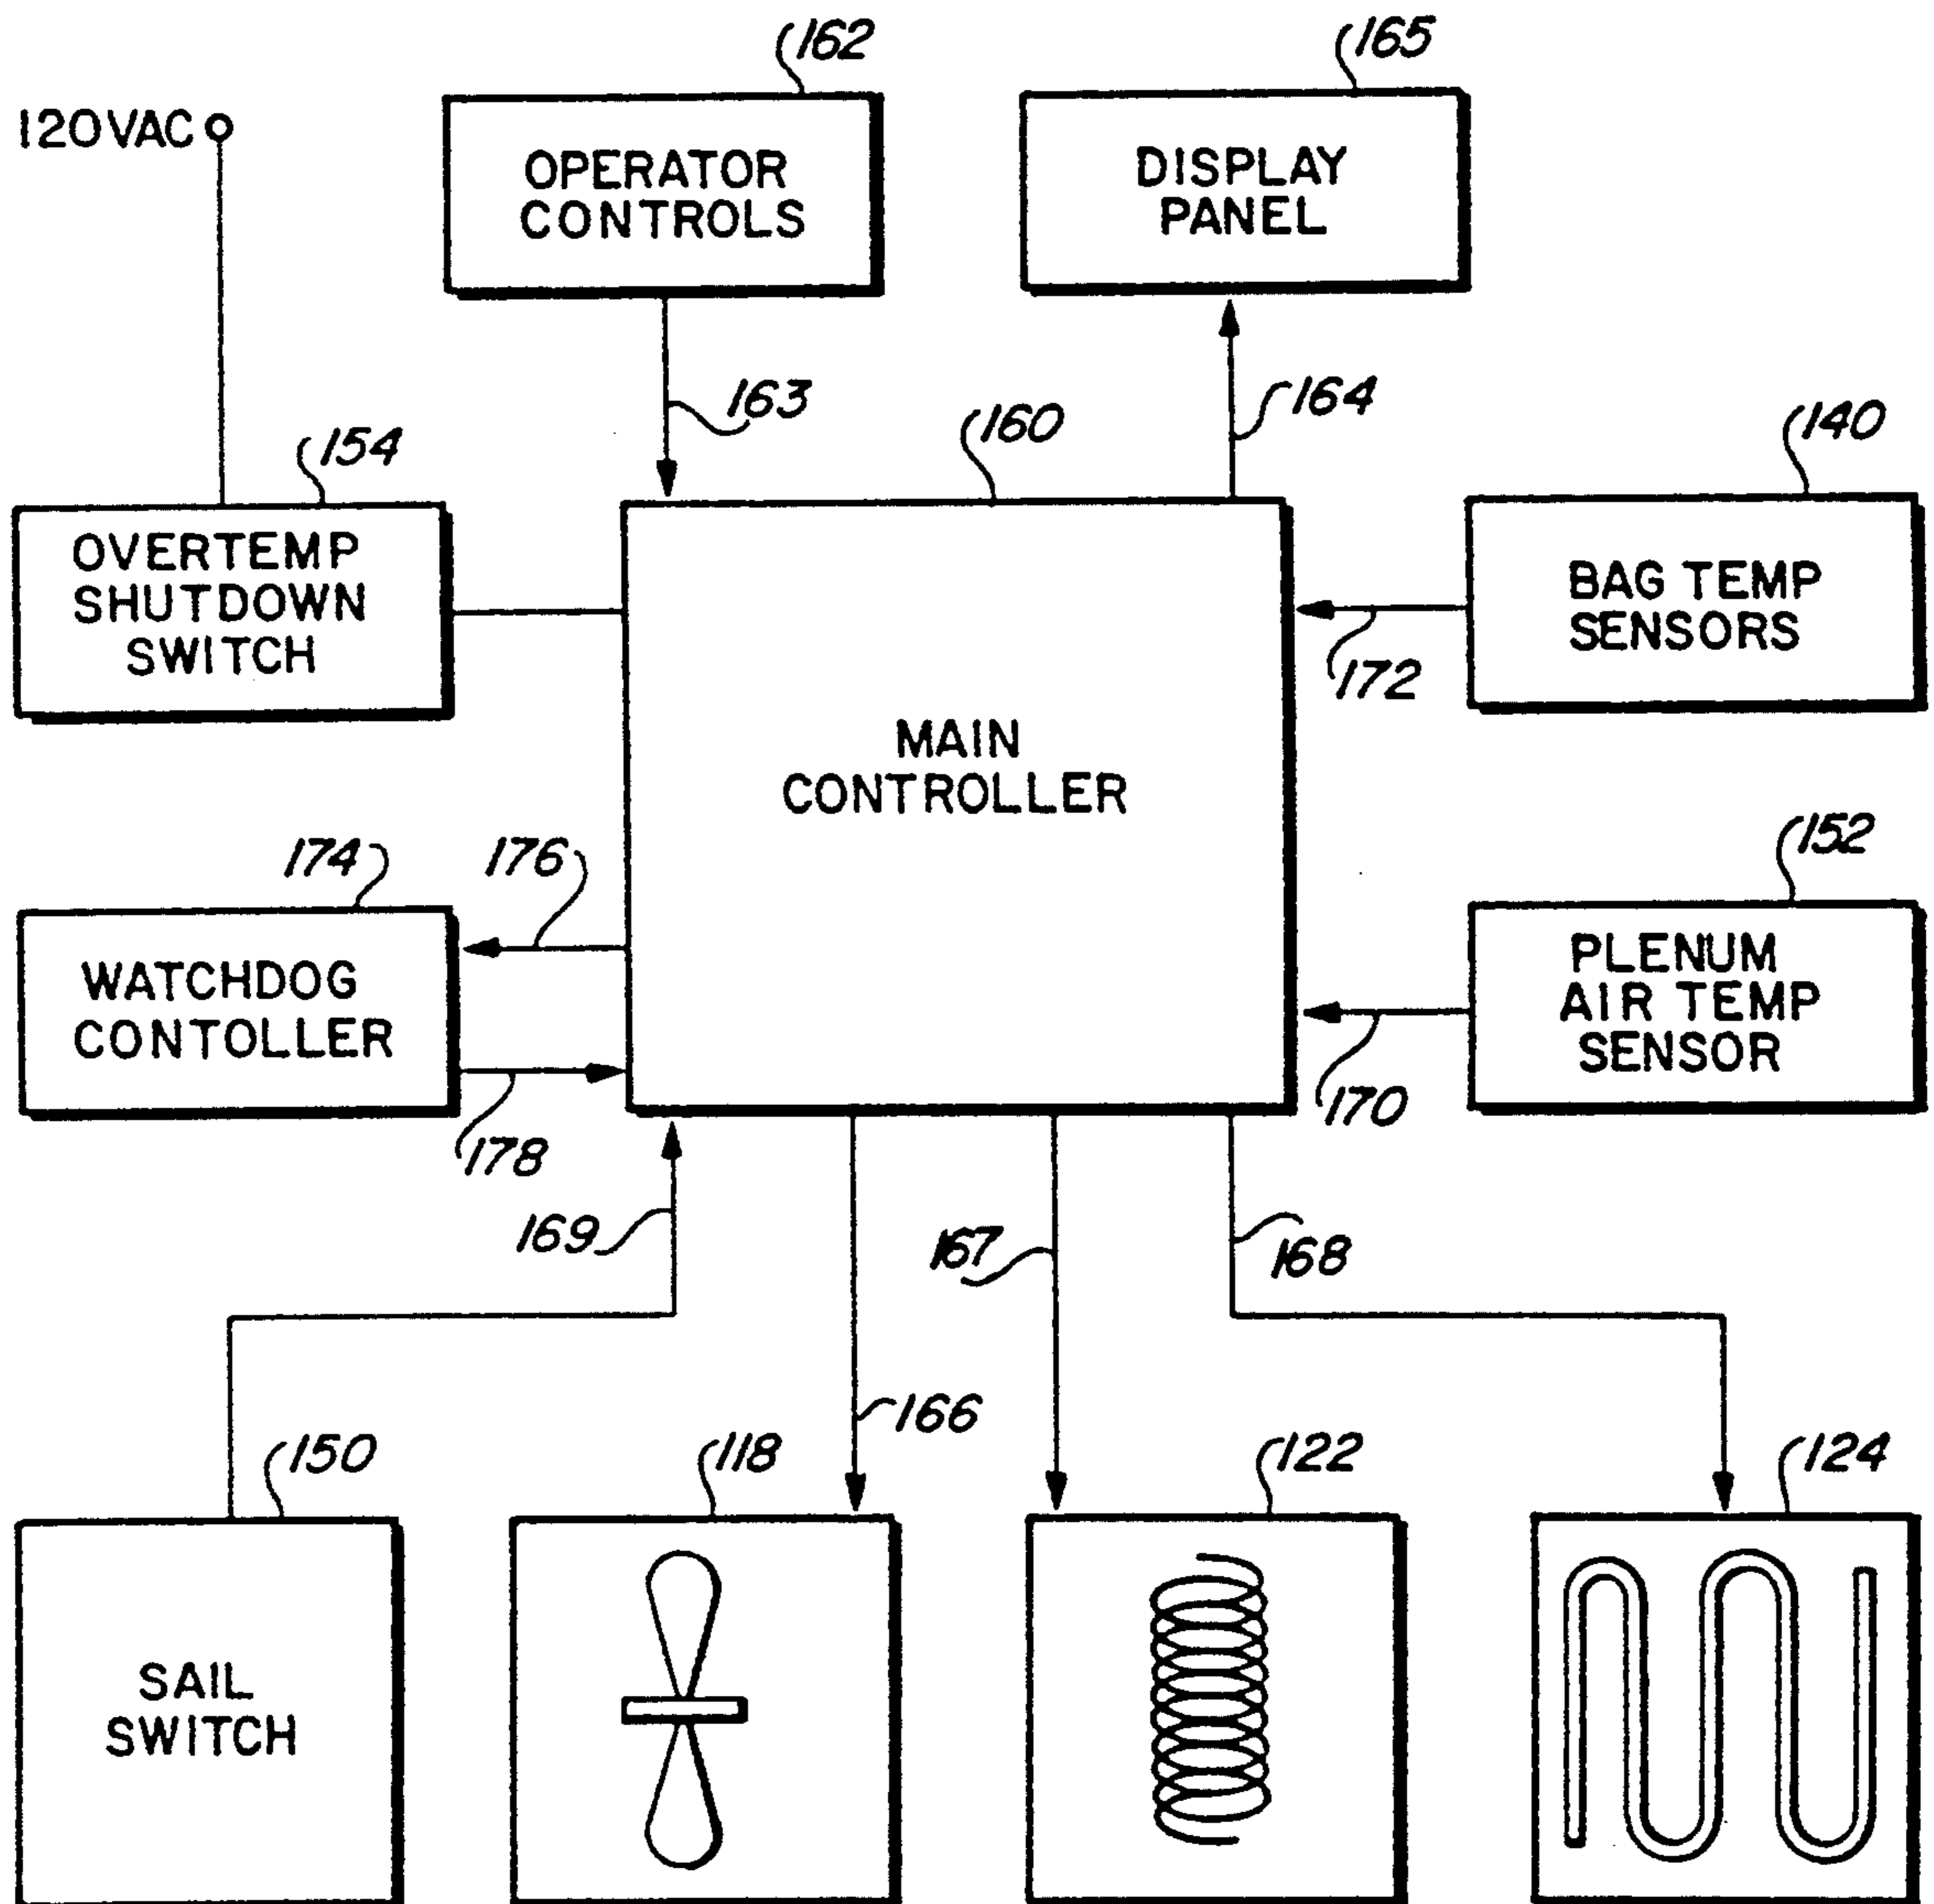 162
165
120VAC
OPERATOR
CONTROLS
DISPLAY
PANEL
163
164
154
160
140
OVERTEMP
SHUTDOWN
SWITCH
BAG TEMP
SENSORS
172
MAIN
CONTROLLER
174
176
152
WATCHDOG
CONTOLLER
PLENUM
AIR TEMP
SENSOR
178
170
169
167
168
166
150
118
122
124
SAIL
SWITCH